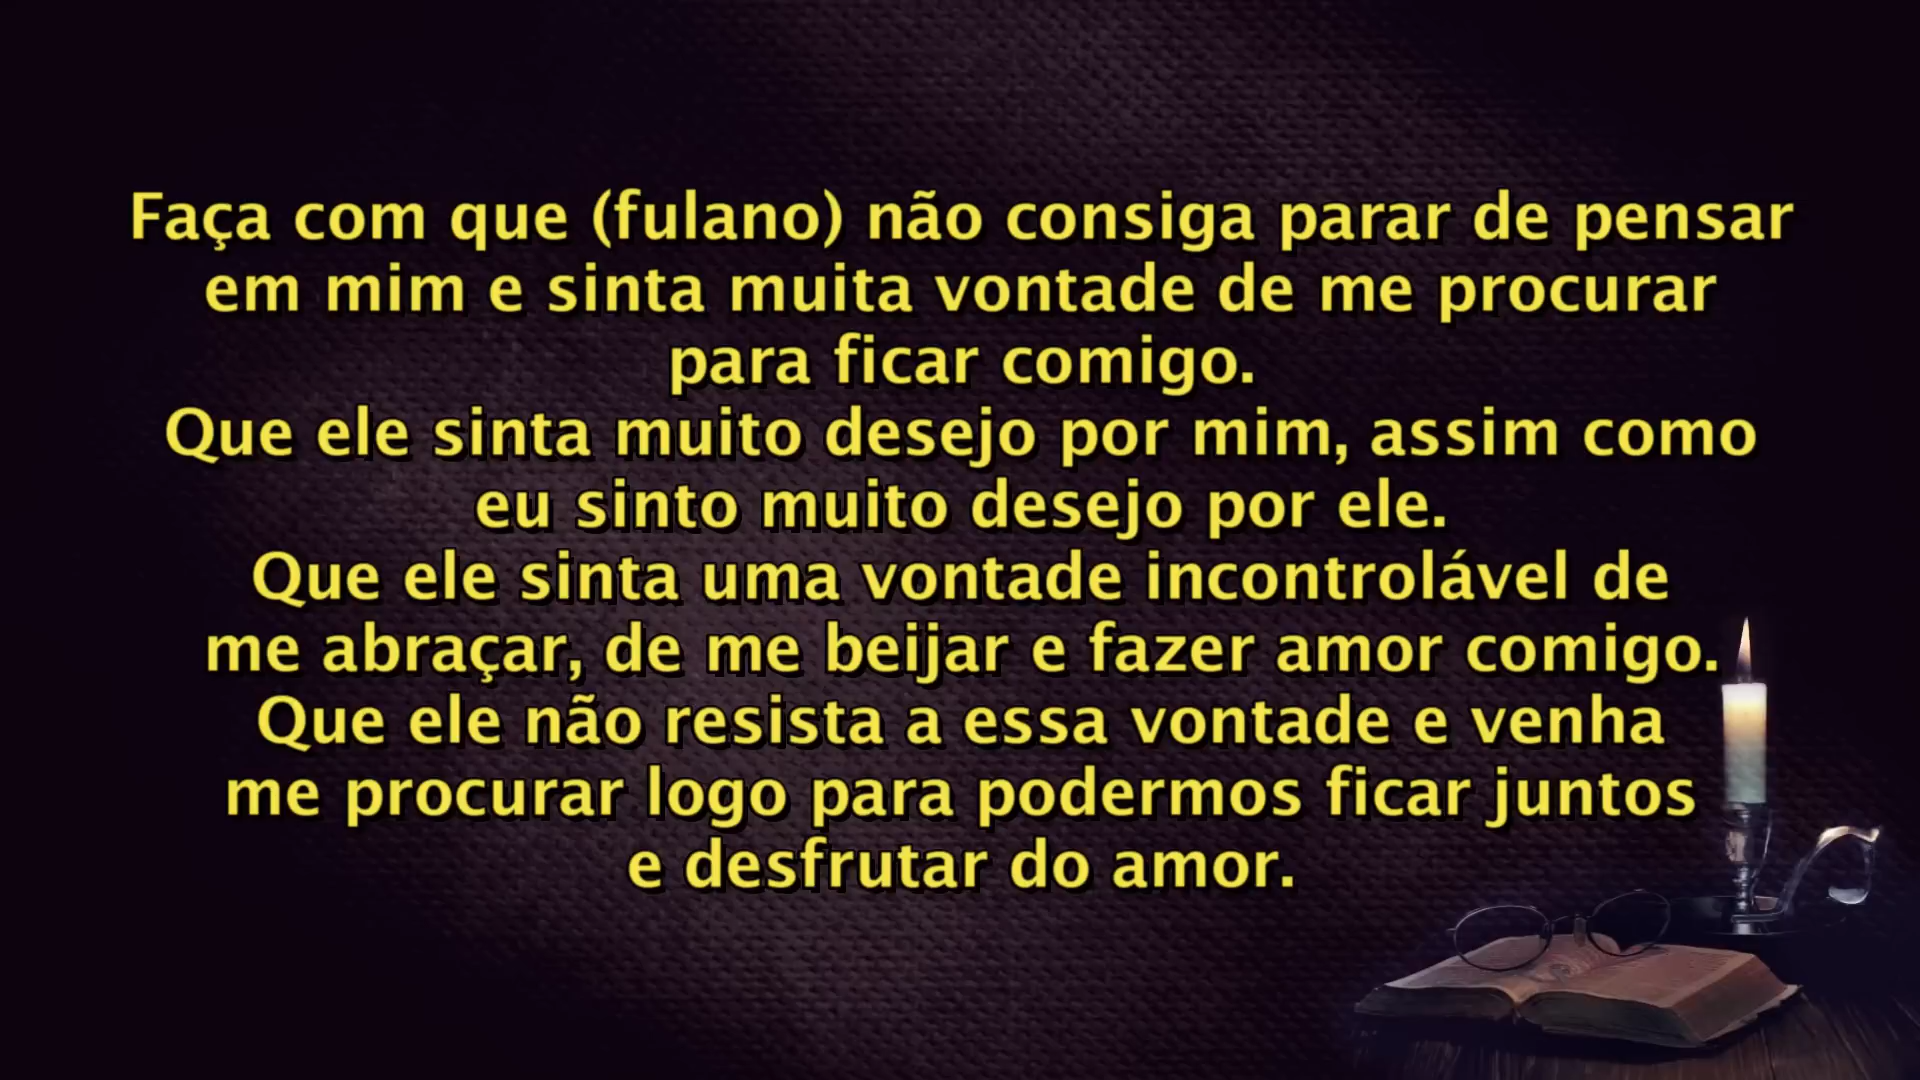 Faça com que (fulano) não consiga parar de pensar
em mim e sinta muita vontade de me procurar
para ficar comigo.
Que ele sinta muito desejo por mim, assim como
eu sinto muito desejo por ele.
Que ele sinta uma vontade incontrolável de
me abraçar, de me beijar e fazer amor comigo.
Que ele não resista a essa vontade e venha
me procurar logo para podermos ficar juntos
e desfrutar do amor.